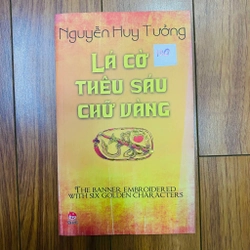 Nguyễn Huy Tưởng
LÁ CỜ
THÊU SÁU
CHỮ VÀNG
THE BANNER EMBROIDERED
WITH SIX GOLDEN CHARACTERS